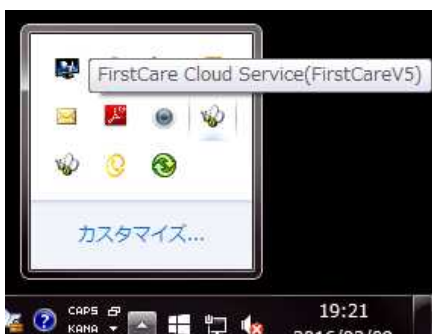 FirstCare Cloud Service(FirstCareV5)
カスタマイズ...
CAPS
KANA
19:21